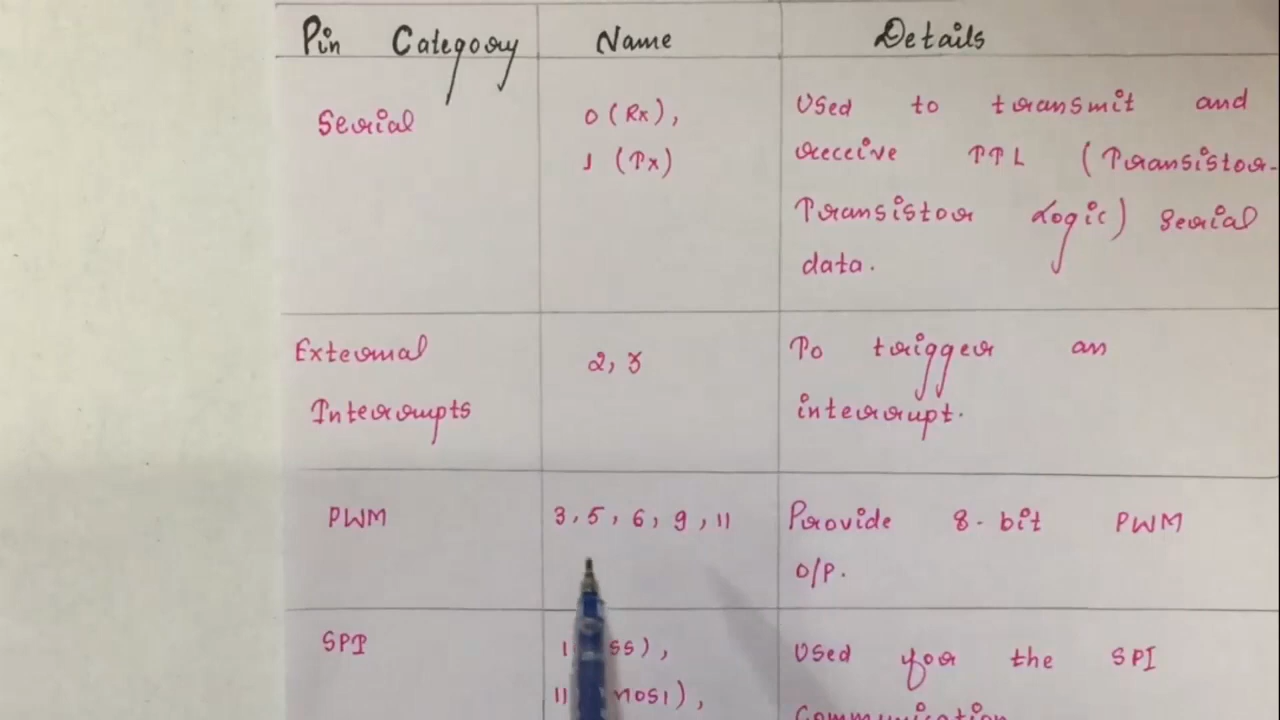 Pin Category Name Details
Serial
0 (Rx),
1 (Tx)
Used to transmit and
receive TTL (Transistor-
Transistor Logic) serial
data.
External
Interrupts
2, 3
To trigger an
interrupt.
PWM
3, 5, 6, 9, 11
Provide 8-bit PWM
O/P.
SPI
SS),
11 MOSI),
Used for the SPI
Communication